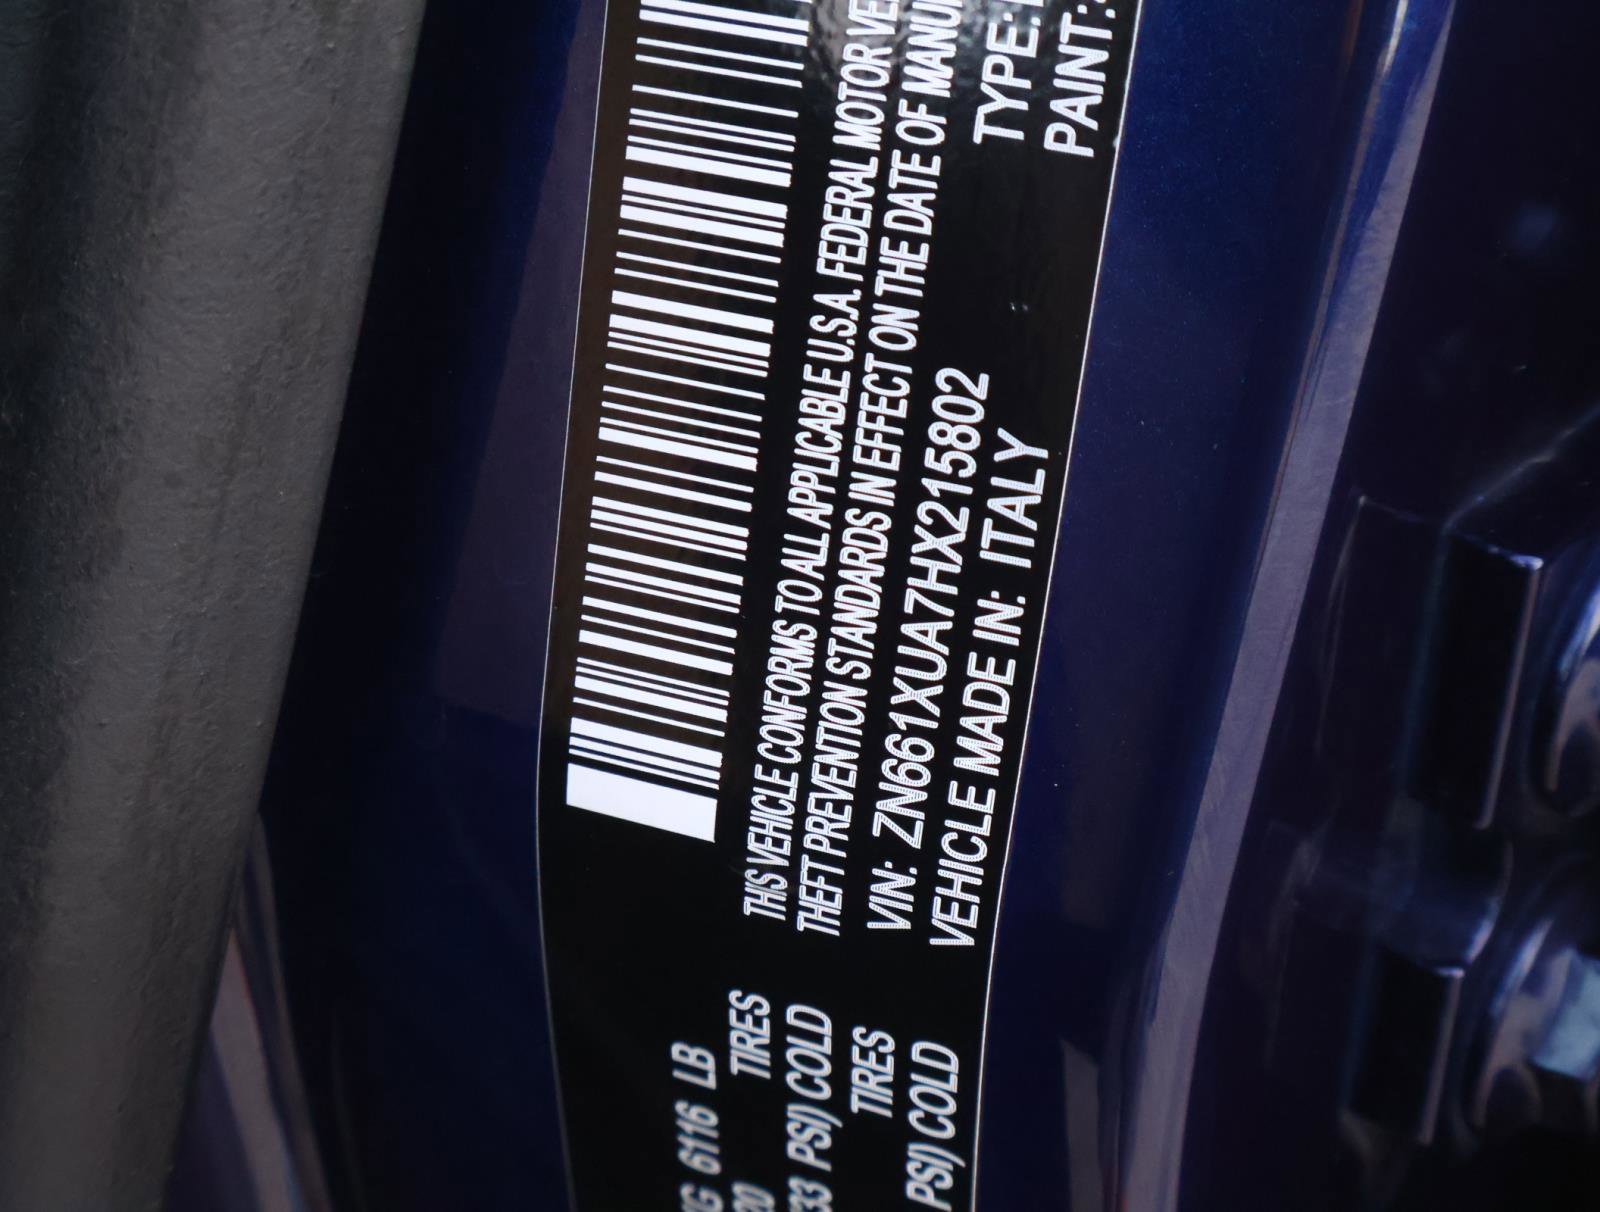 THIS VEHICLE CONFORMS TO ALL APPLICABLE U.S.A. FEDERAL MOTOR
THEFT PREVENTION STANDARDS IN EFFECT ON THE DATE OF
VIN: ZN661XUA7HX215802 TYPE:
VEHICLE MADE IN: ITALY PAINT:
6116 LB
TIRES
33 PSI) COLD
TIRES
PSI) COLD